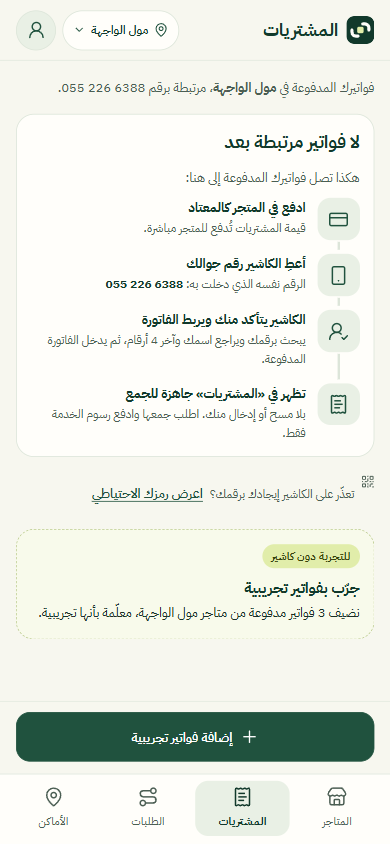 المشتريات
مول الواجهة
فواتيرك المدفوعة في مول الواجهة، مرتبطة برقم 055 226 6388.
لا فواتير مرتبطة بعد
هكذا تصل فواتيرك المدفوعة إلى هنا:
ادفع في المتجر كالمعتاد
قيمة المشتريات تُدفع للمتجر مباشرة.
أعطِ الكاشير رقم جوالك
الرقم نفسه الذي دخلت به: 055 226 6388
الكاشير يتأكد منك ويربط الفاتورة
يبحث برقمك ويراجع اسمك وآخر 4 أرقام، ثم يدخل الفاتورة
المدفوعة.
تظهر في «المشتريات» جاهزة للجمع
بلا مسح أو إدخال منك. اطلب جمعها وادفع رسوم الخدمة
فقط.
تعذّر على الكاشير إيجادك برقمك؟ اعرض رمزك الاحتياطي
للتجربة دون كاشير
جرّب بفواتير تجريبية
نضيف 3 فواتير مدفوعة من متاجر مول الواجهة، معلّمة بأنها تجريبية.
إضافة فواتير تجريبية
المتاجر
المشتريات
الطلبات
الأماكن